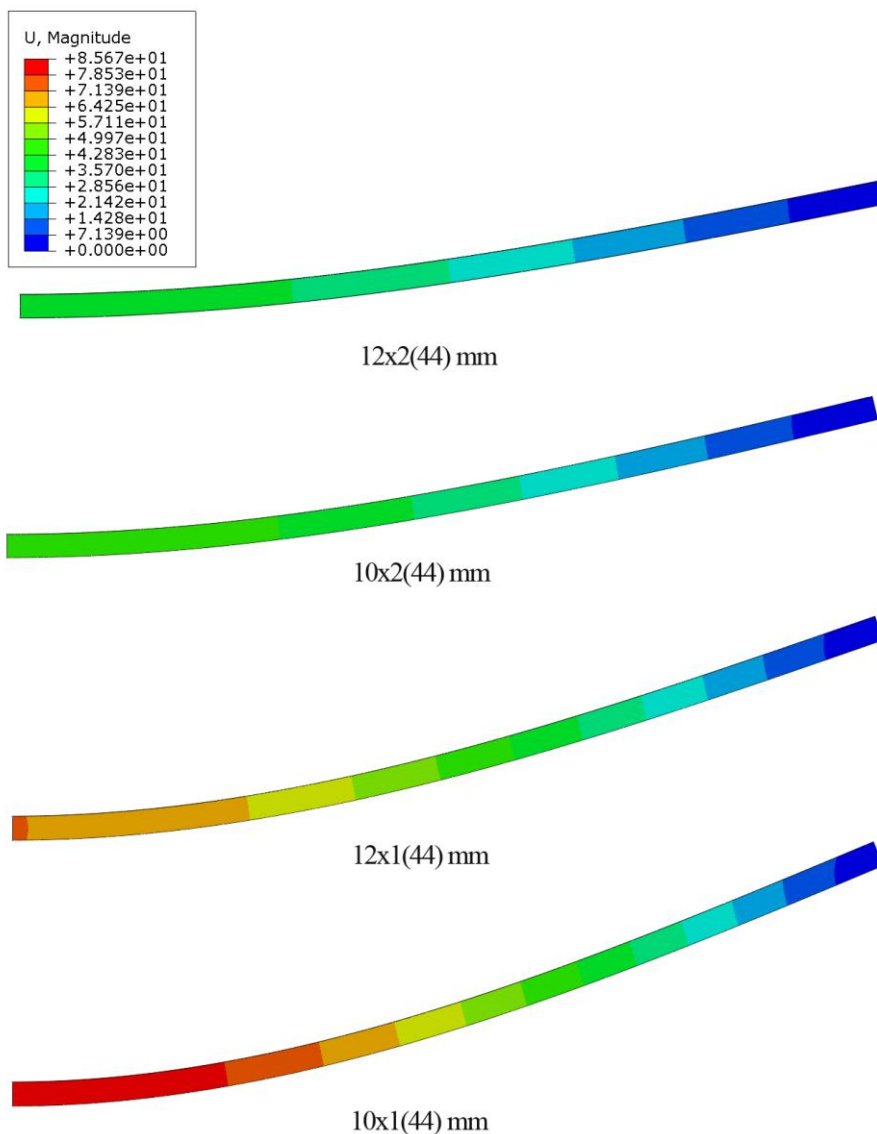 U, Magnitude
+8.567e+01
+7.853e+01
+7.139e+01
+6.425e+01
+5.711e+01
+4.997e+01
+4.283e+01
+3.570e+01
+2.856e+01
+2.142e+01
+1.428e+01
+7.139e+00
+0.000e+00
12x2(44) mm
10x2(44) mm
12x1(44) mm
10x1(44) mm